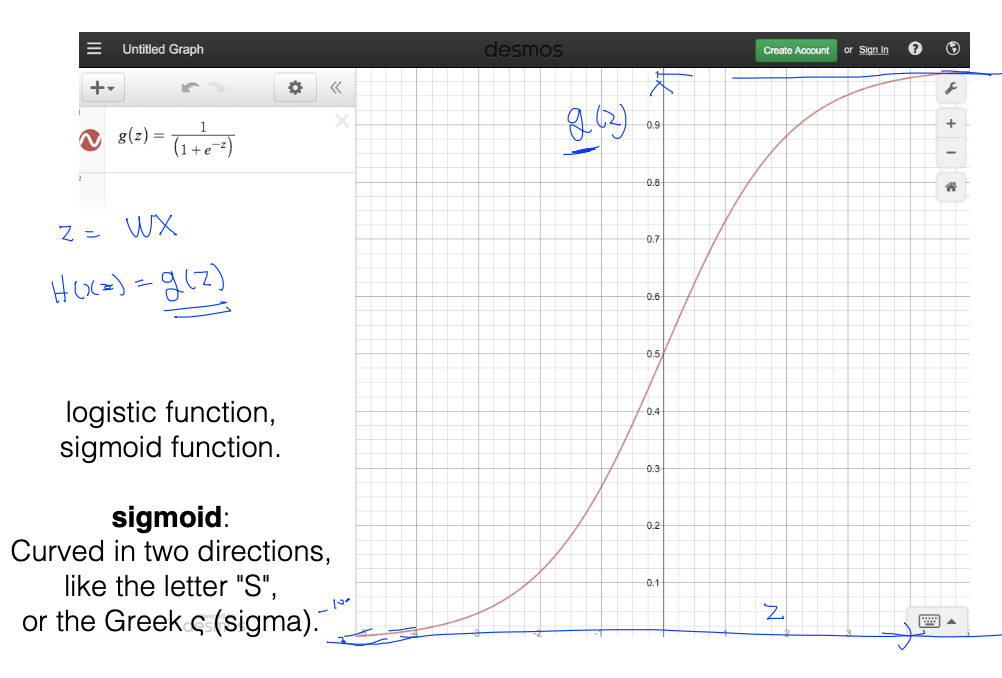 Untitled Graph
desmos
Create Account or Sign In
g(z) = 1/(1 + e^{-z})
z = WX
g(z)
logistic function,
sigmoid function.
sigmoid:
Curved in two directions,
like the letter "S",
or the Greek ς (sigma).
1
0.9
0.8
0.7
0.6
0.5
0.4
0.3
0.2
0.1
-2
-1
2
3
z